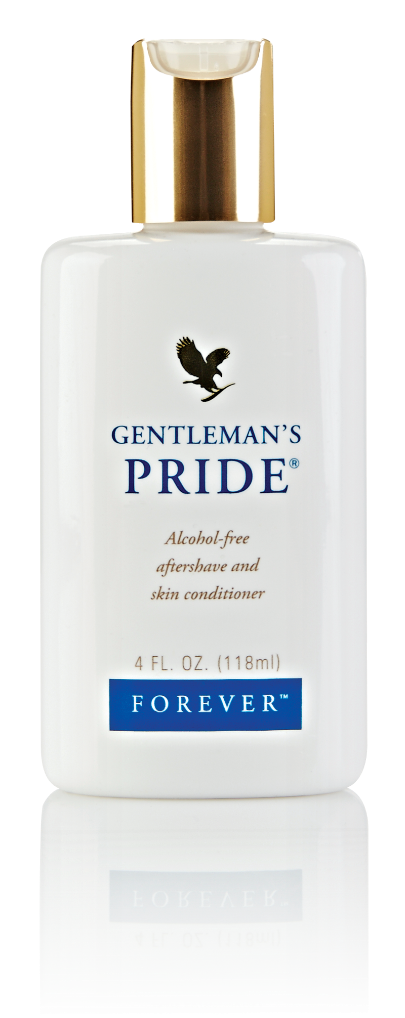 GENTLEMAN'S
PRIDE®
Alcohol-free
aftershave and
skin conditioner
4 FL. OZ. (118ml)
FOREVER™